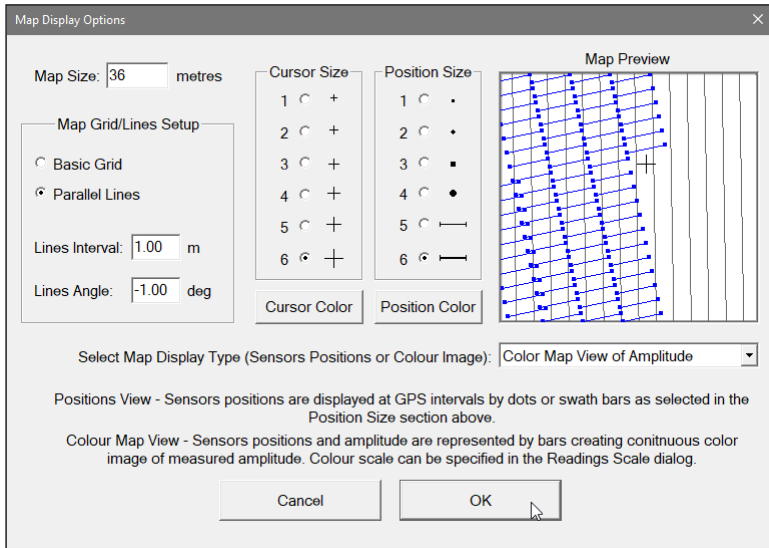 Map Display Options
Map Size: 36 metres
Map Grid/Lines Setup
Basic Grid
Parallel Lines
Lines Interval: 1.00 m
Lines Angle: -1.00 deg
Cursor Size
1
2
3
4
5
6
Cursor Color
Position Size
1
2
3
4
5
6
Position Color
Map Preview
Select Map Display Type (Sensors Positions or Colour Image): Color Map View of Amplitude
Positions View - Sensors positions are displayed at GPS intervals by dots or swath bars as selected in the
Position Size section above.
Colour Map View - Sensors positions and amplitude are represented by bars creating conitnuous color
image of measured amplitude. Colour scale can be specified in the Readings Scale dialog.
Cancel
OK